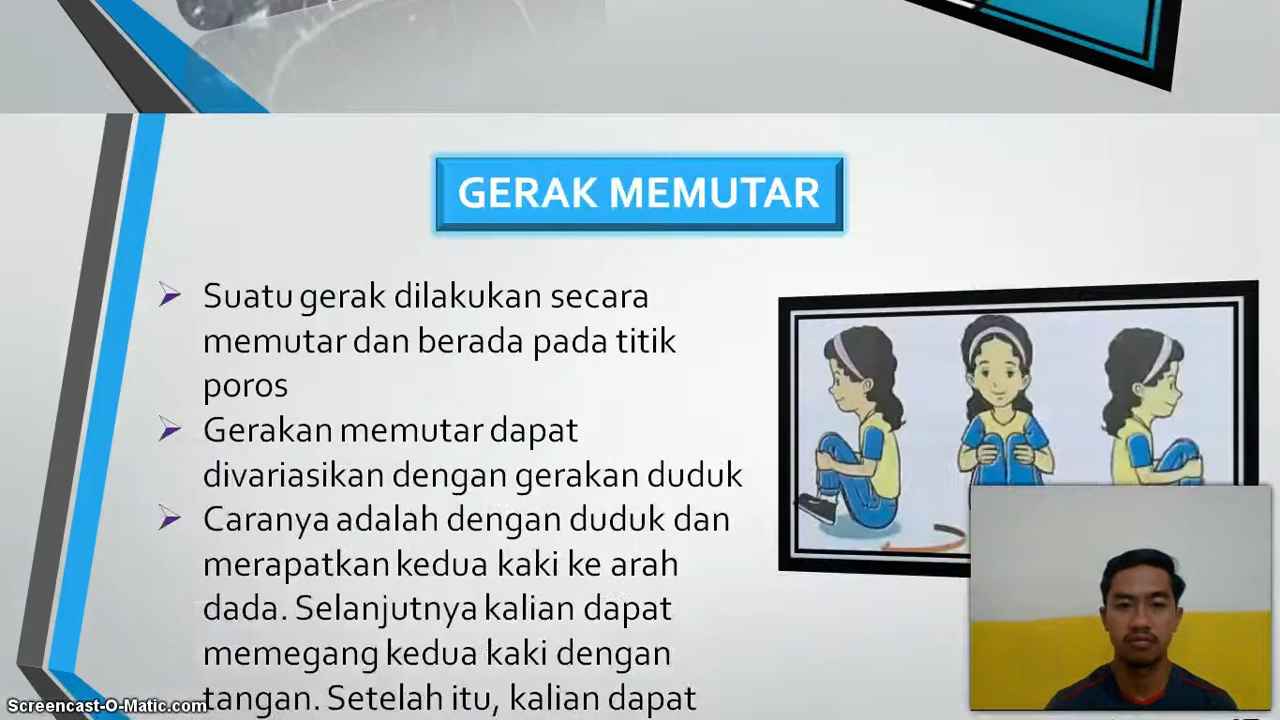 GERAK MEMUTAR
Suatu gerak dilakukan secara
memutar dan berada pada titik
poros
Gerakan memutar dapat
divariasikan dengan gerakan duduk
Caranya adalah dengan duduk dan
merapatkan kedua kaki ke arah
dada. Selanjutnya kalian dapat
memegang kedua kaki dengan
tangan. Setelah itu, kalian dapat
Screencast-O-Matic.com